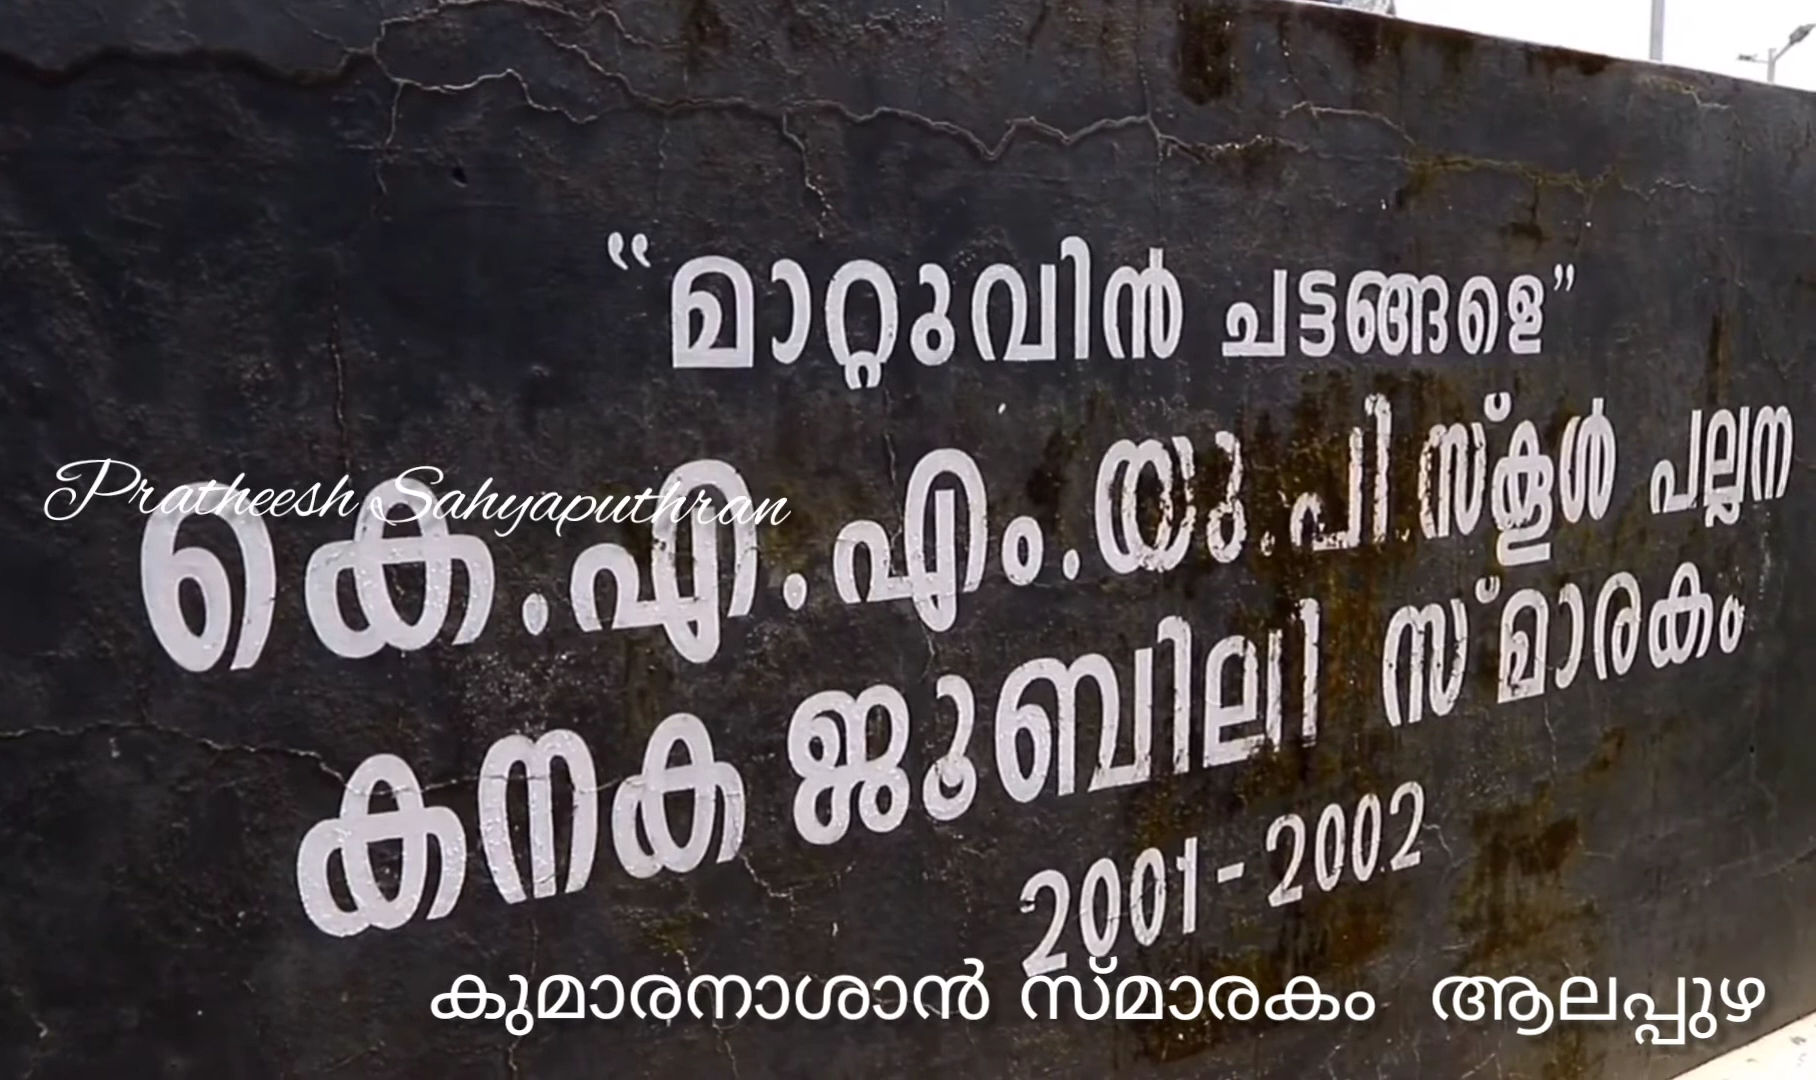 “മാറ്റുവിൻ ചട്ടങ്ങളെ”
Pratheesh Sahyaputhran
കെ.എ.എം.യു.പി.സ്കൂൾ പല്ലന
കനക ജൂബിലി സ്മാരകം
2001-2002
കുമാരനാശാൻ സ്മാരകം ആലപ്പുഴ